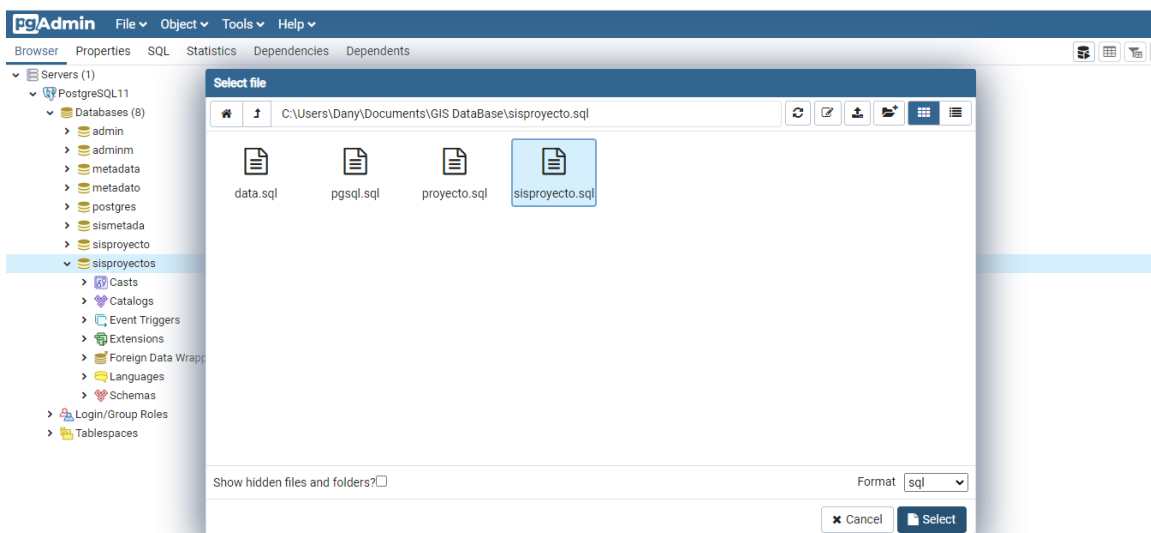 pgAdmin File Object Tools Help
Browser Properties SQL Statistics Dependencies Dependents
Servers (1)
PostgreSQL11
Databases (8)
admin
adminm
metadata
metadato
postgres
sismetada
sisproyecto
sisproyectos
Casts
Catalogs
Event Triggers
Extensions
Foreign Data Wrapp
Languages
Schemas
Login/Group Roles
Tablespaces
Select file
C:\Users\Dany\Documents\GIS DataBase\sisproyecto.sql
data.sql pgsql.sql proyecto.sql sisproyecto.sql
Show hidden files and folders? Format sql
Cancel Select